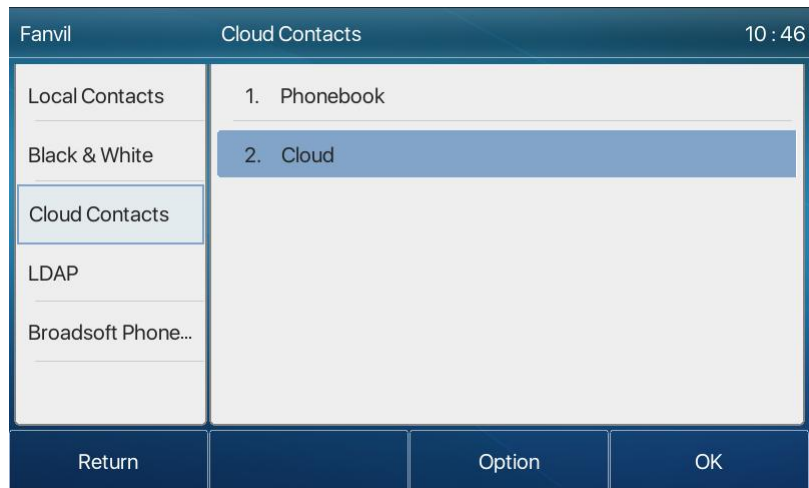 Fanvil Cloud Contacts 10 : 46
Local Contacts
Black & White
Cloud Contacts
LDAP
Broadsoft Phone...
1. Phonebook
2. Cloud
Return Option OK